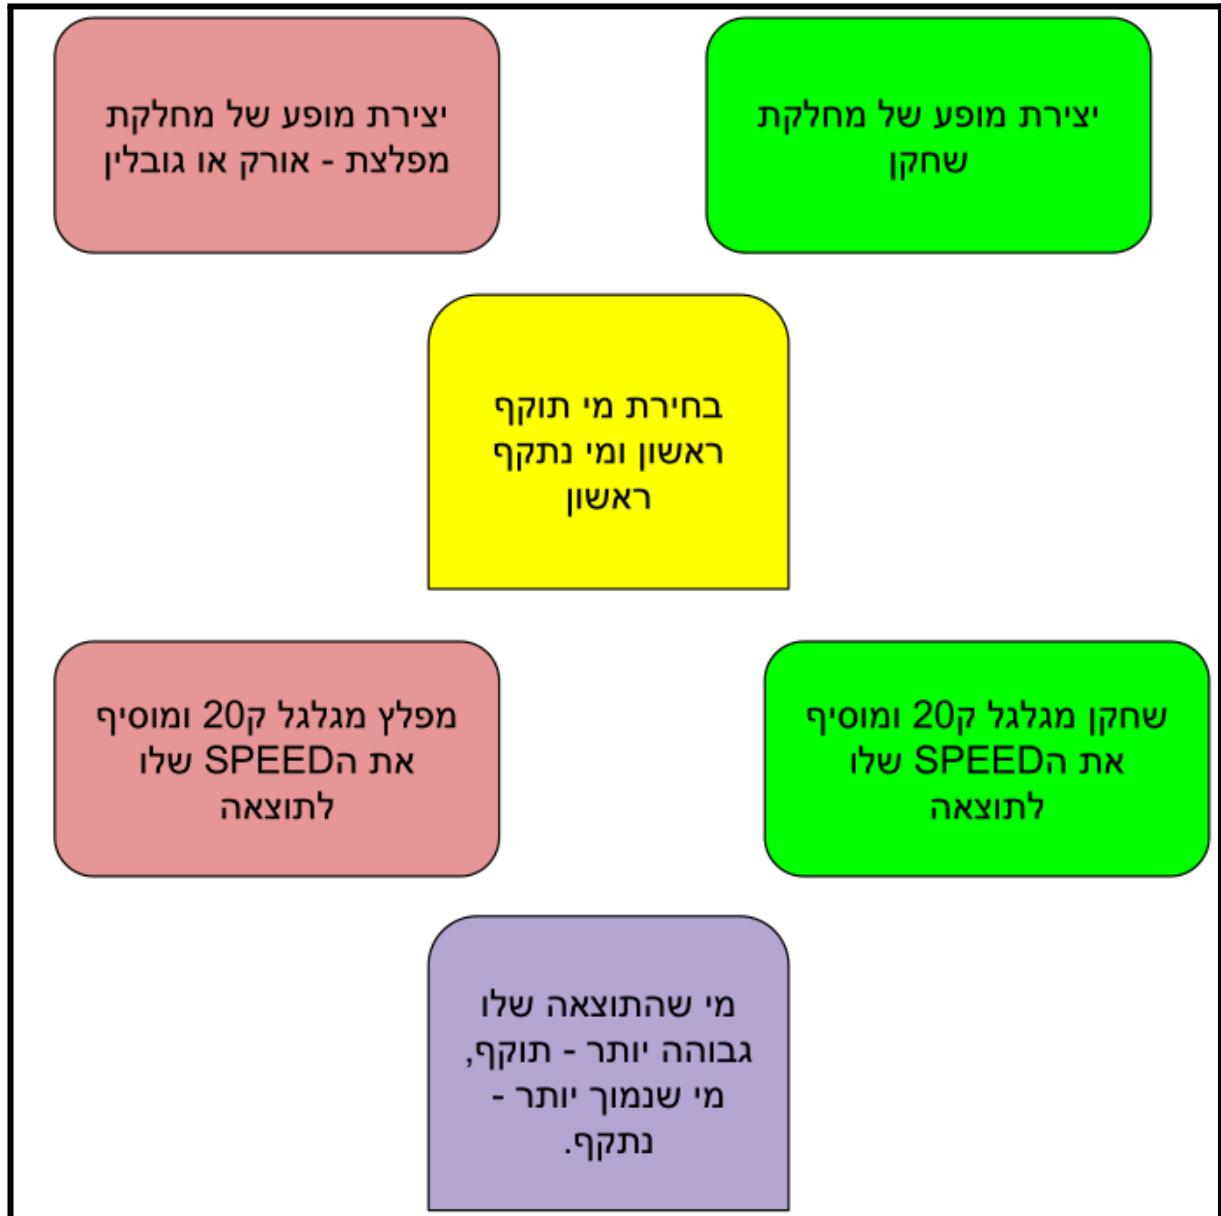 יצירת מופע של מחלקת
שחקן
יצירת מופע של מחלקת
מפלצת - אורק או גובלין
בחירת מי תוקף
ראשון ומי נתקף
ראשון
שחקן מגלגל ק20 ומוסיף
את הSPEED שלו
לתוצאה
מפלץ מגלגל ק20 ומוסיף
את הSPEED שלו
לתוצאה
מי שהתוצאה שלו
גבוהה יותר - תוקף,
מי שנמוך יותר -
נתקף.